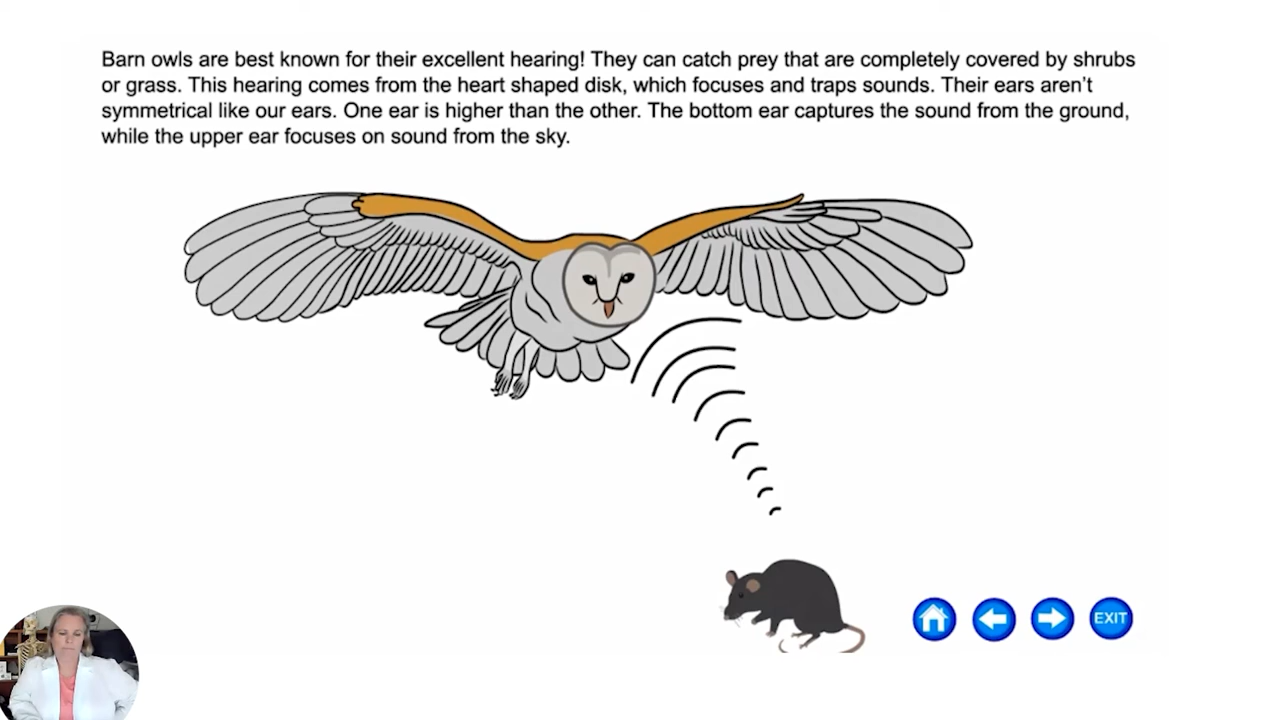 Barn owls are best known for their excellent hearing! They can catch prey that are completely covered by shrubs
or grass. This hearing comes from the heart shaped disk, which focuses and traps sounds. Their ears aren’t
symmetrical like our ears. One ear is higher than the other. The bottom ear captures the sound from the ground,
while the upper ear focuses on sound from the sky.
EXIT